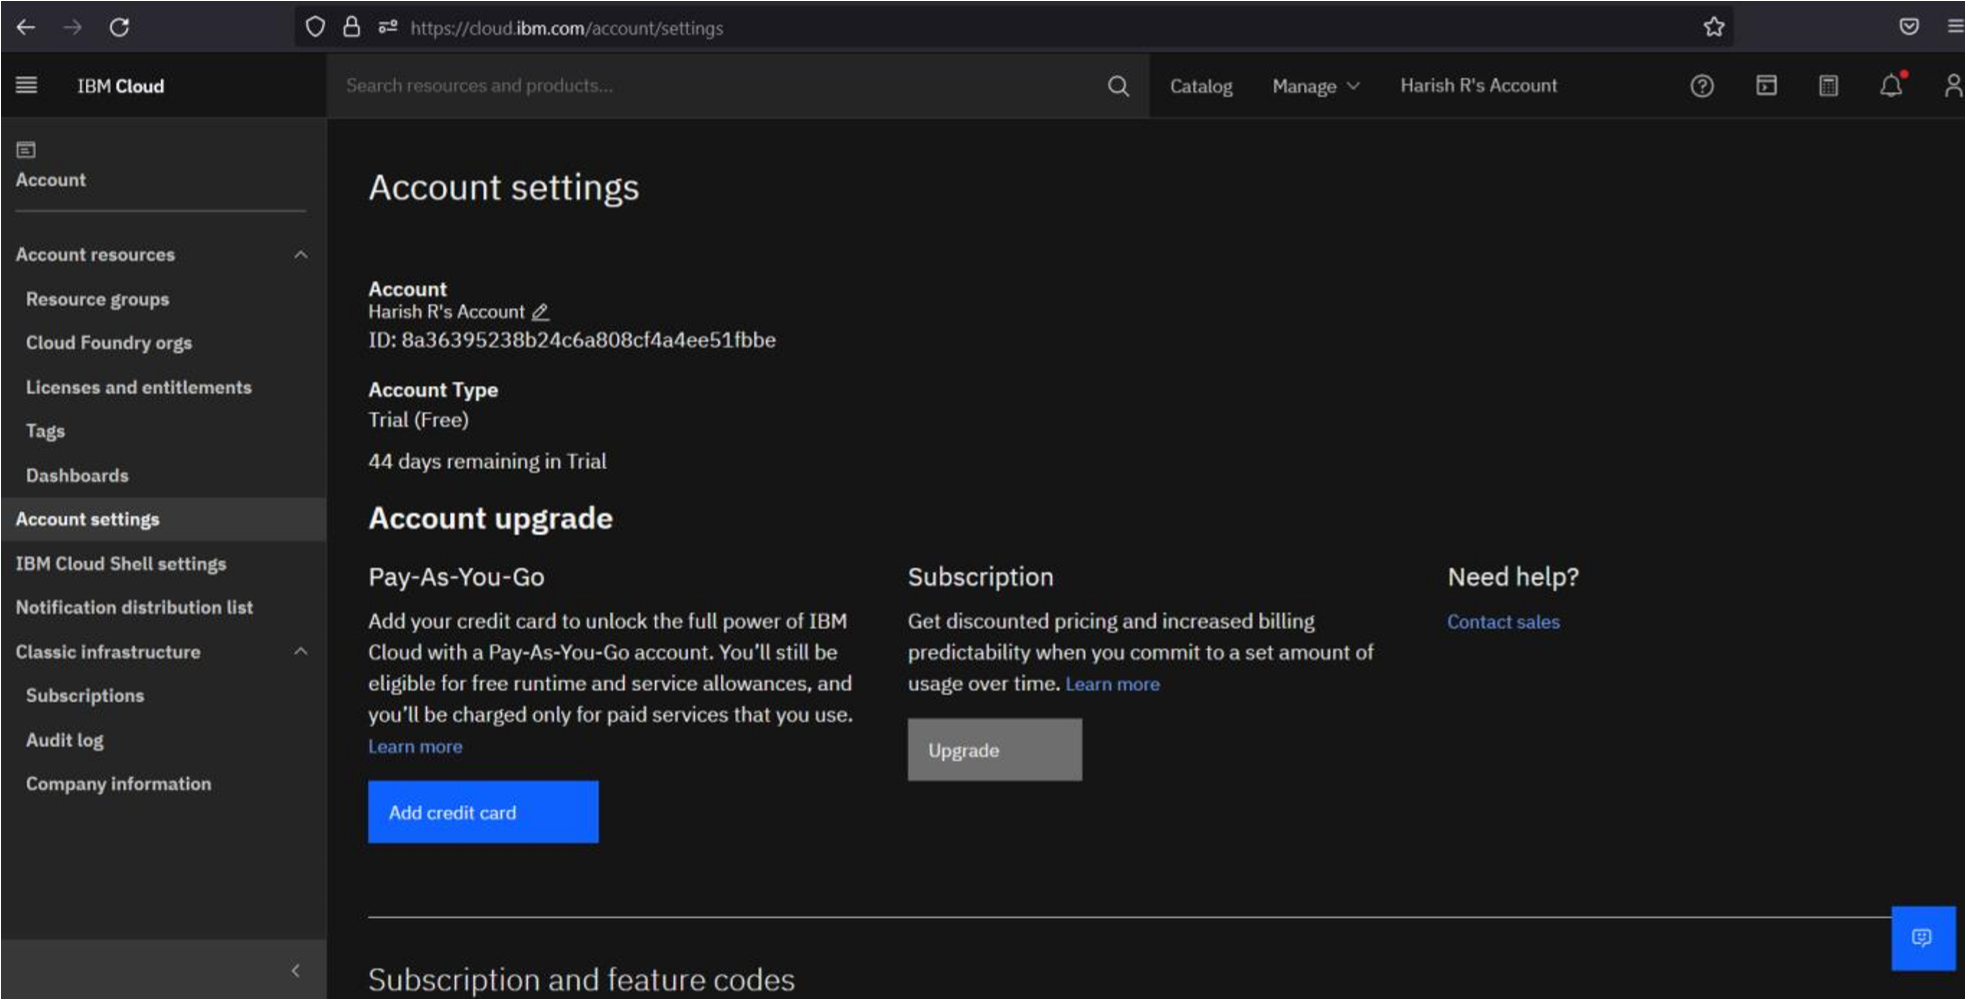 https://cloud.ibm.com/account/settings
IBM Cloud
Search resources and products...
Catalog
Manage
Harish R's Account
Account
Account resources
Resource groups
Cloud Foundry orgs
Licenses and entitlements
Tags
Dashboards
Account settings
IBM Cloud Shell settings
Notification distribution list
Classic infrastructure
Subscriptions
Audit log
Company information
Account settings
Account
Harish R's Account
ID: 8a36395238b24c6a808cf4a4ee51fbbe
Account Type
Trial (Free)
44 days remaining in Trial
Account upgrade
Pay-As-You-Go
Add your credit card to unlock the full power of IBM
Cloud with a Pay-As-You-Go account. You'll still be
eligible for free runtime and service allowances, and
you'll be charged only for paid services that you use.
Learn more
Add credit card
Subscription
Get discounted pricing and increased billing
predictability when you commit to a set amount of
usage over time. Learn more
Upgrade
Need help?
Contact sales
Subscription and feature codes